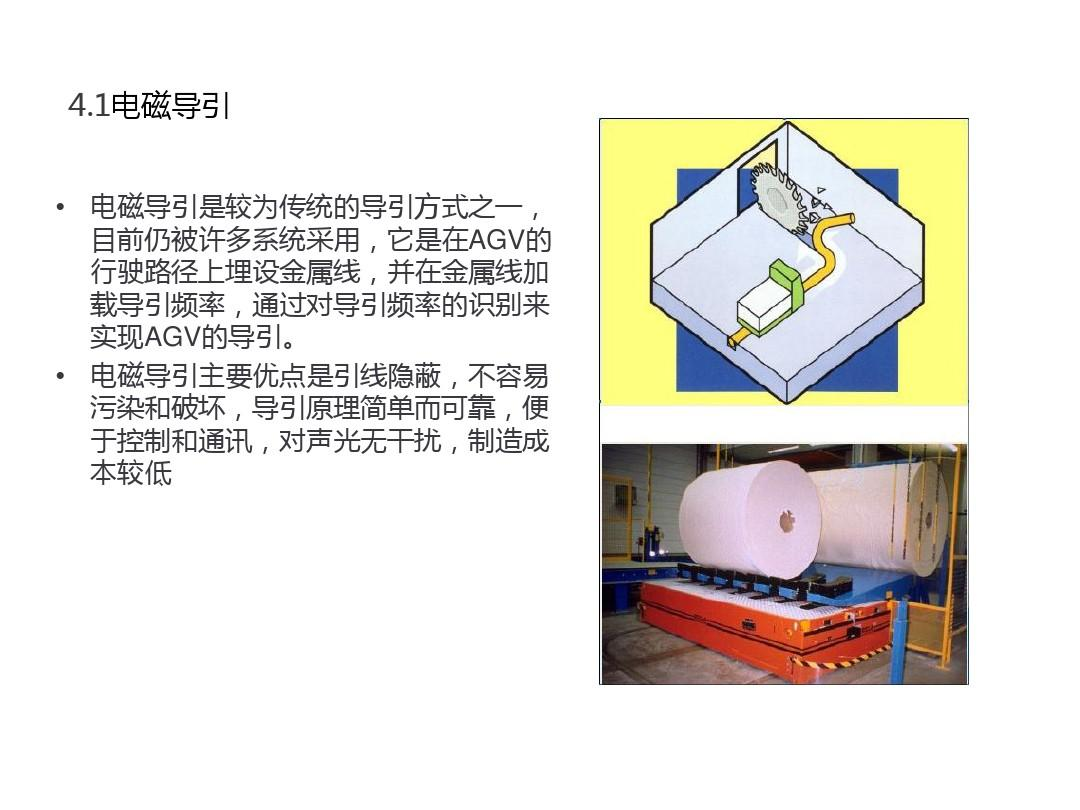 4.1电磁导引
• 电磁导引是较为传统的导引方式之一，
目前仍被许多系统采用，它是在AGV的
行驶路径上埋设金属线，并在金属线加
载导引频率，通过对导引频率的识别来
实现AGV的导引。
• 电磁导引主要优点是引线隐蔽，不容易
污染和破坏，导引原理简单而可靠，便
于控制和通讯，对声光无干扰，制造成
本较低